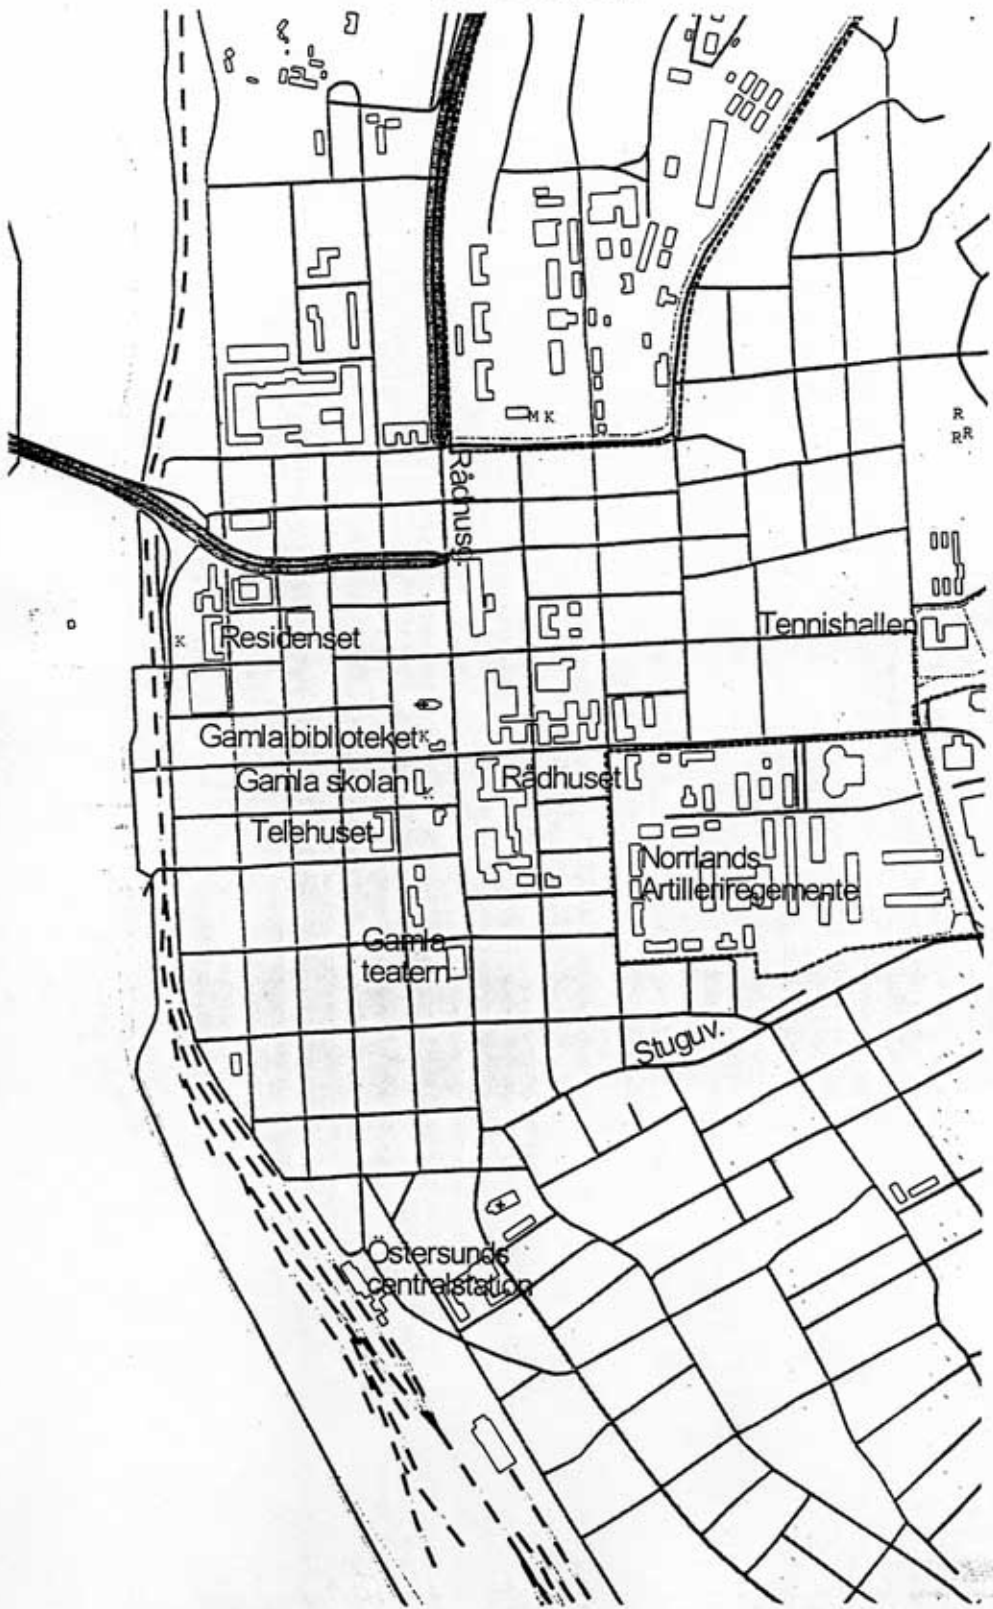 M K
R
R R
Rådhusg.
Tennishallen
K
Residenset
Gamla biblioteket K
Gamla skolan
K
Rådhuset
Telehuset
Norrlands
Artilleriregemente
Gamla
teatern
Stuguv.
Östersunds
centralstation